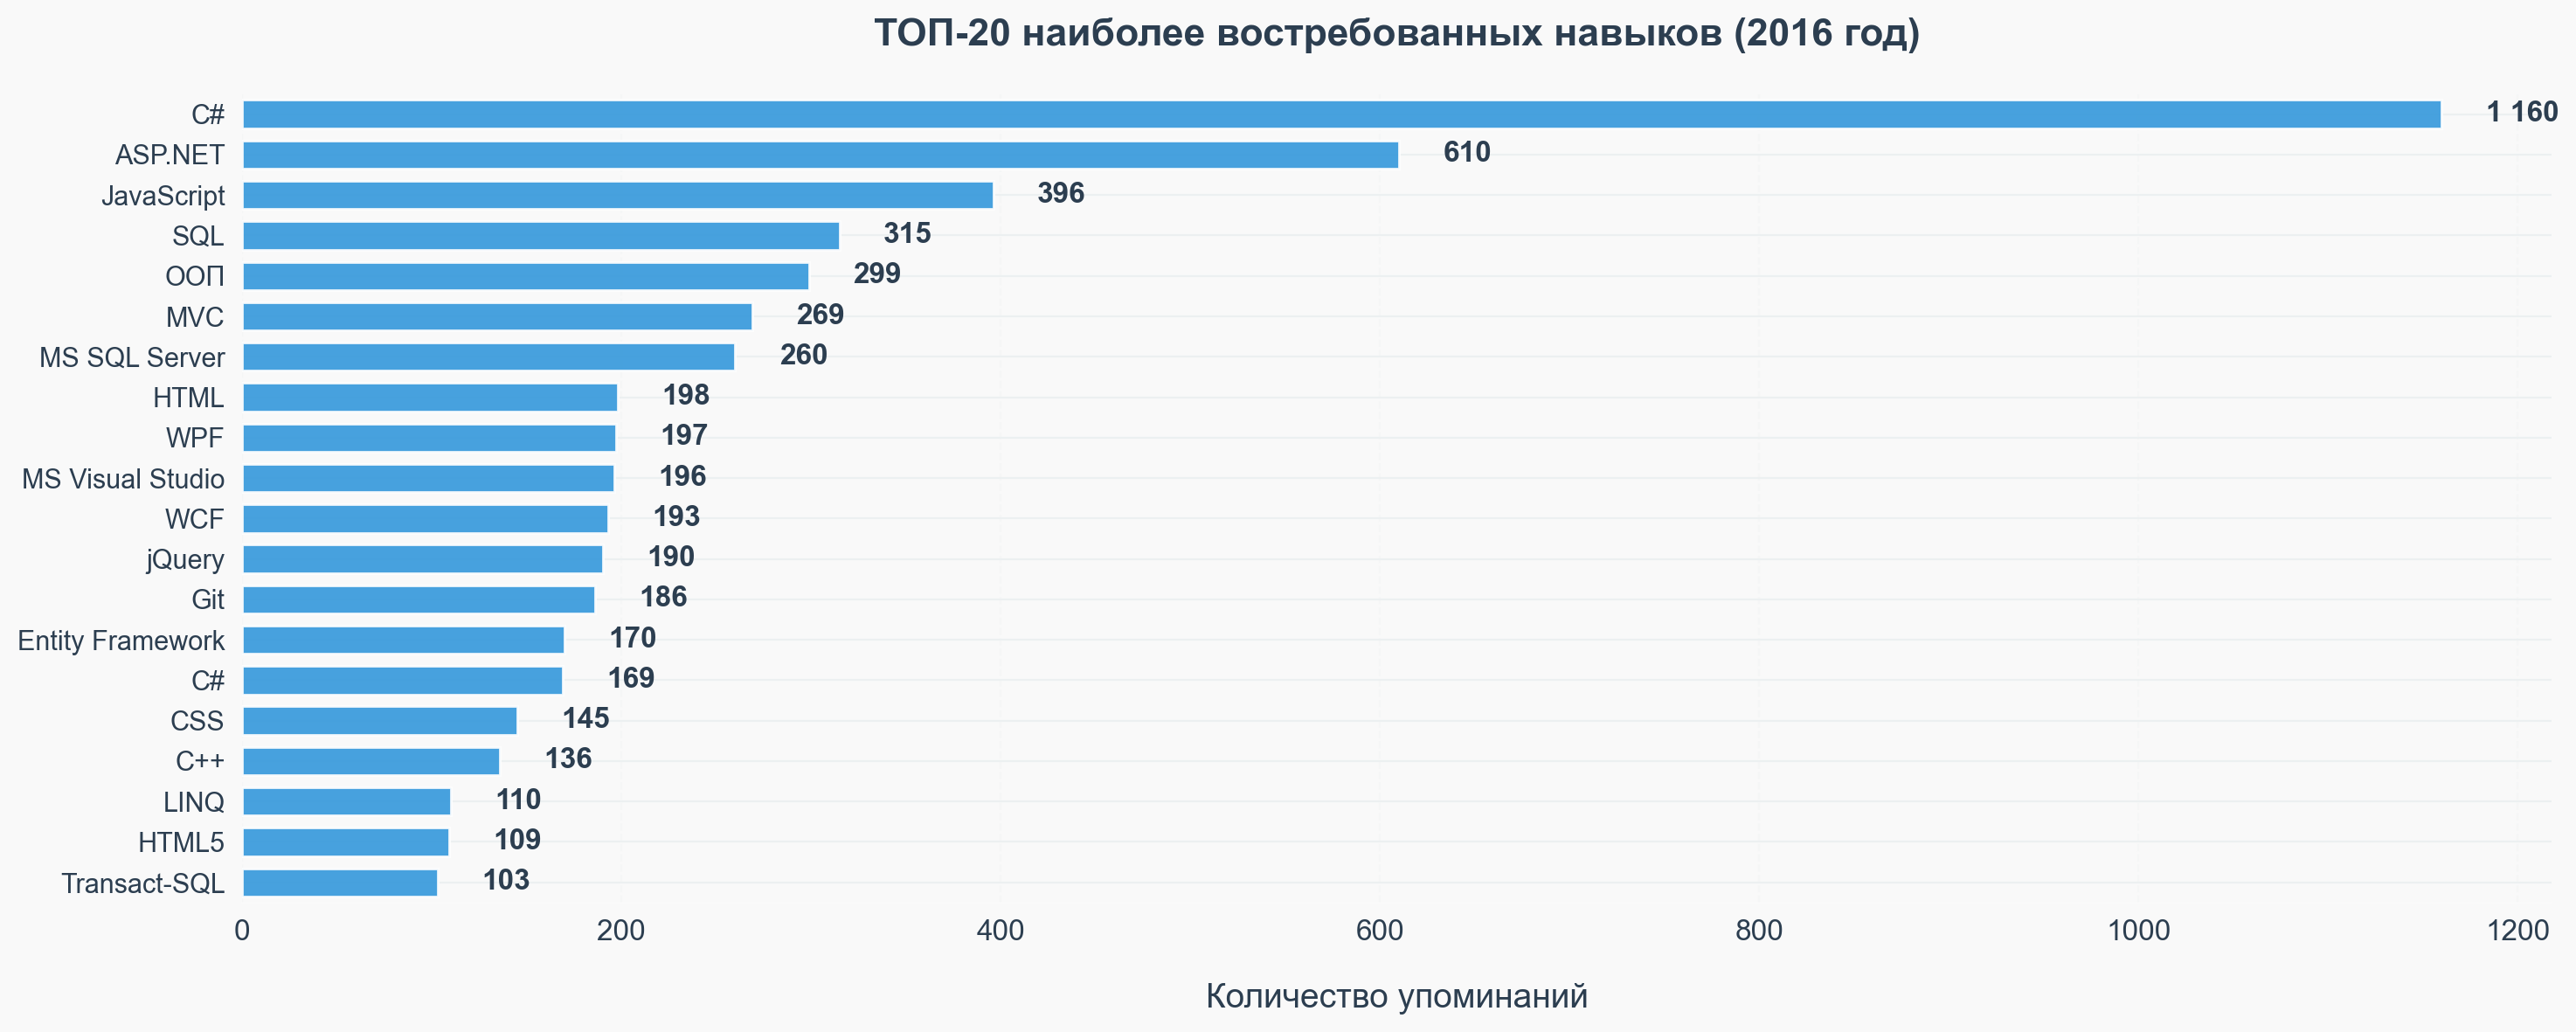 ТОП-20 наиболее востребованных навыков (2016 год)
C# 1 160
ASP.NET 610
JavaScript 396
SQL 315
ООП 299
MVC 269
MS SQL Server 260
HTML 198
WPF 197
MS Visual Studio 196
WCF 193
jQuery 190
Git 186
Entity Framework 170
C# 169
CSS 145
C++ 136
LINQ 110
HTML5 109
Transact-SQL 103
0 200 400 600 800 1000 1200
Количество упоминаний